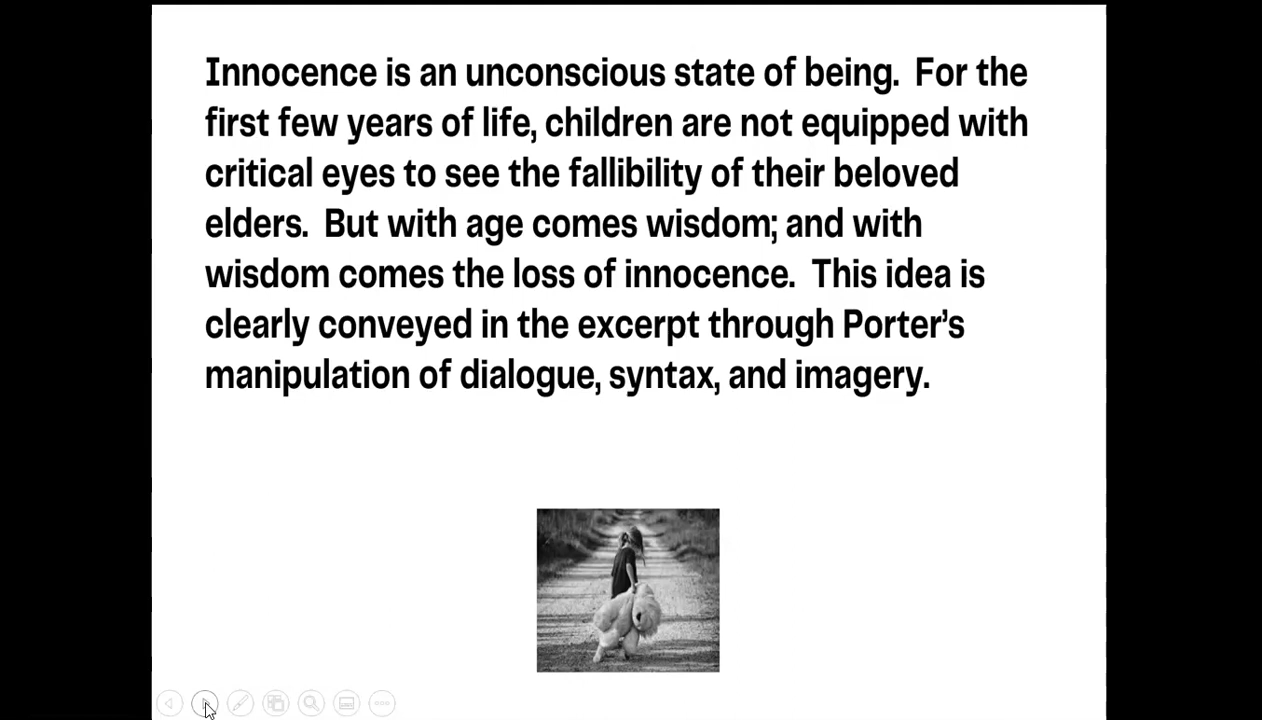 Innocence is an unconscious state of being.  For the
first few years of life, children are not equipped with
critical eyes to see the fallibility of their beloved
elders.  But with age comes wisdom; and with
wisdom comes the loss of innocence.  This idea is
clearly conveyed in the excerpt through Porter’s
manipulation of dialogue, syntax, and imagery.